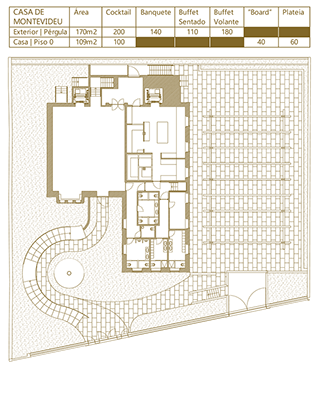 CASA DE MONTEVIDEU Área Cocktail Banquete Buffet Sentado Buffet Volante "Board" Plateia
Exterior | Pérgula 170m2 200 140 110 180
Casa | Piso 0 109m2 100 40 60